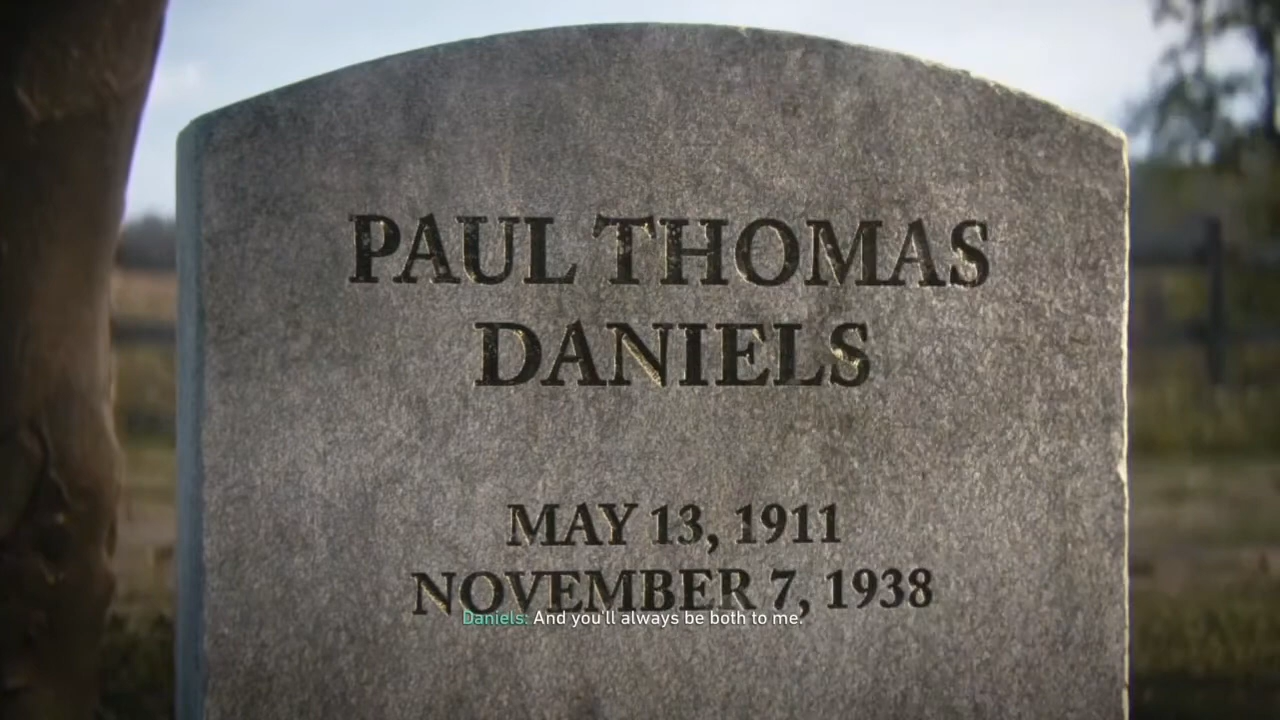 PAUL THOMAS
DANIELS
MAY 13, 1911
NOVEMBER 7, 1938
Daniels: And you'll always be both to me.